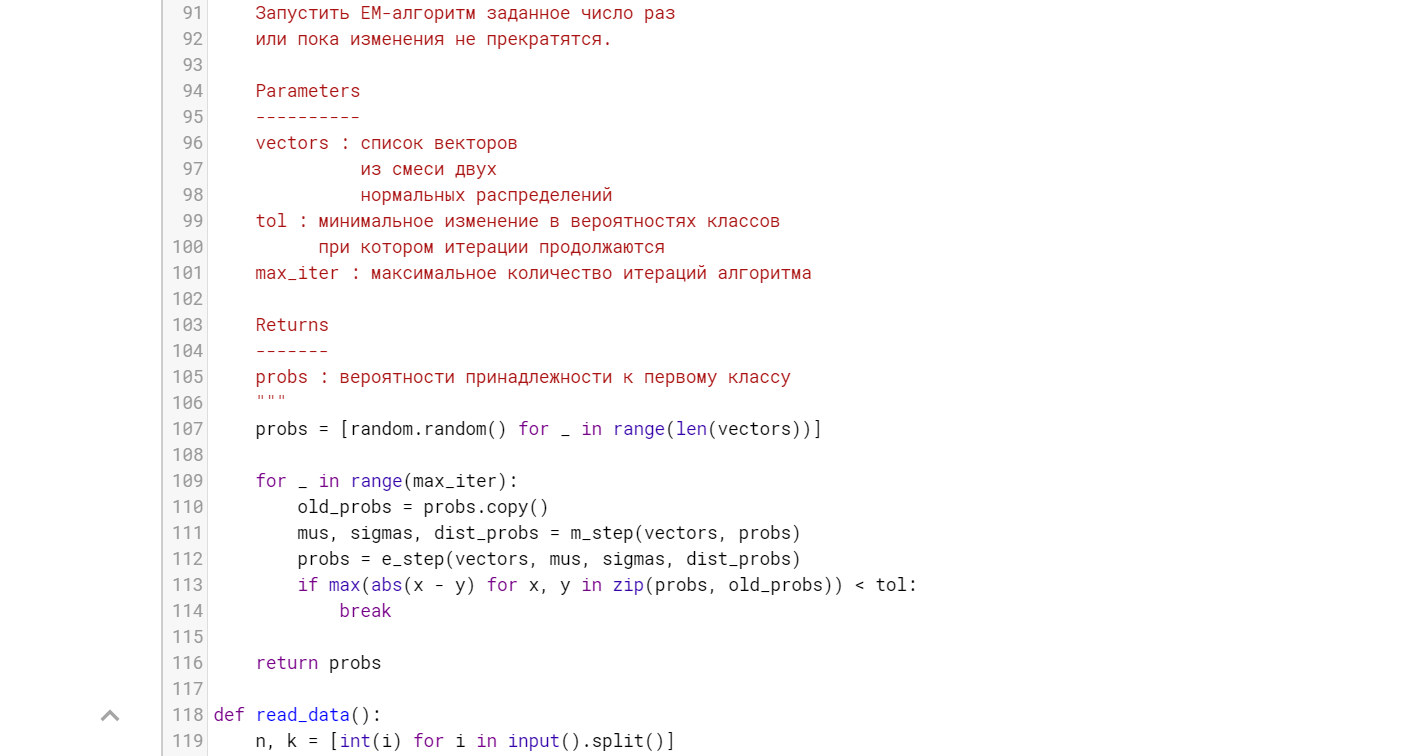 91 Запустить EM-алгоритм заданное число раз
92 или пока изменения не прекратятся.
93
94 Parameters
95 ----------
96 vectors : список векторов
97 из смеси двух
98 нормальных распределений
99 tol : минимальное изменение в вероятностях классов
100 при котором итерации продолжаются
101 max_iter : максимальное количество итераций алгоритма
102
103 Returns
104 -------
105 probs : вероятности принадлежности к первому классу
106 """
107 probs = [random.random() for _ in range(len(vectors))]
108
109 for _ in range(max_iter):
110 old_probs = probs.copy()
111 mus, sigmas, dist_probs = m_step(vectors, probs)
112 probs = e_step(vectors, mus, sigmas, dist_probs)
113 if max(abs(x - y) for x, y in zip(probs, old_probs)) < tol:
114 break
115
116 return probs
117
118 def read_data():
119 n, k = [int(i) for i in input().split()]